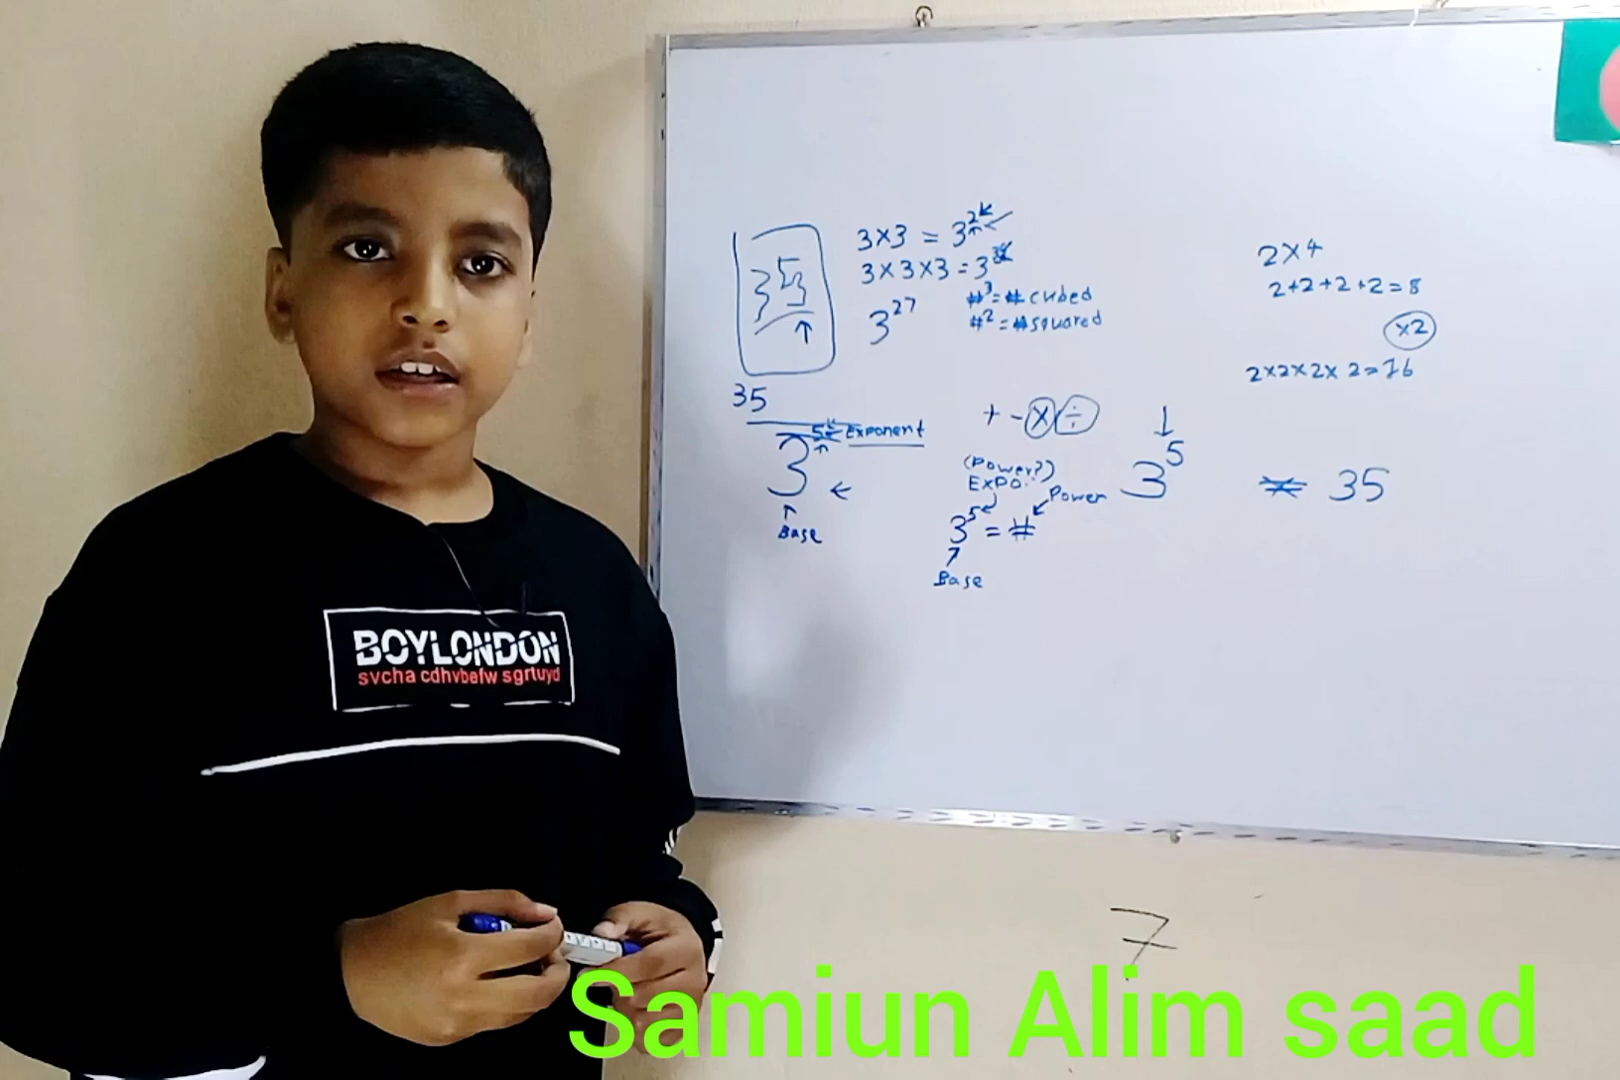 3 × 3 = 3²
3 × 3 × 3 = 3³
3²⁷
#³ = # cubed
#² = # squared
35
3⁵ Exponent
Base
+ - × ÷
(Power?)
Expo..
Power
3⁵ = #
Base
3⁵
35
2 × 4
2 + 2 + 2 + 2 = 8
×2
2 × 2 × 2 × 2 = 16
BOYLONDON
svcha cdhvbefw sgrtuyd
7
Samiun Alim saad